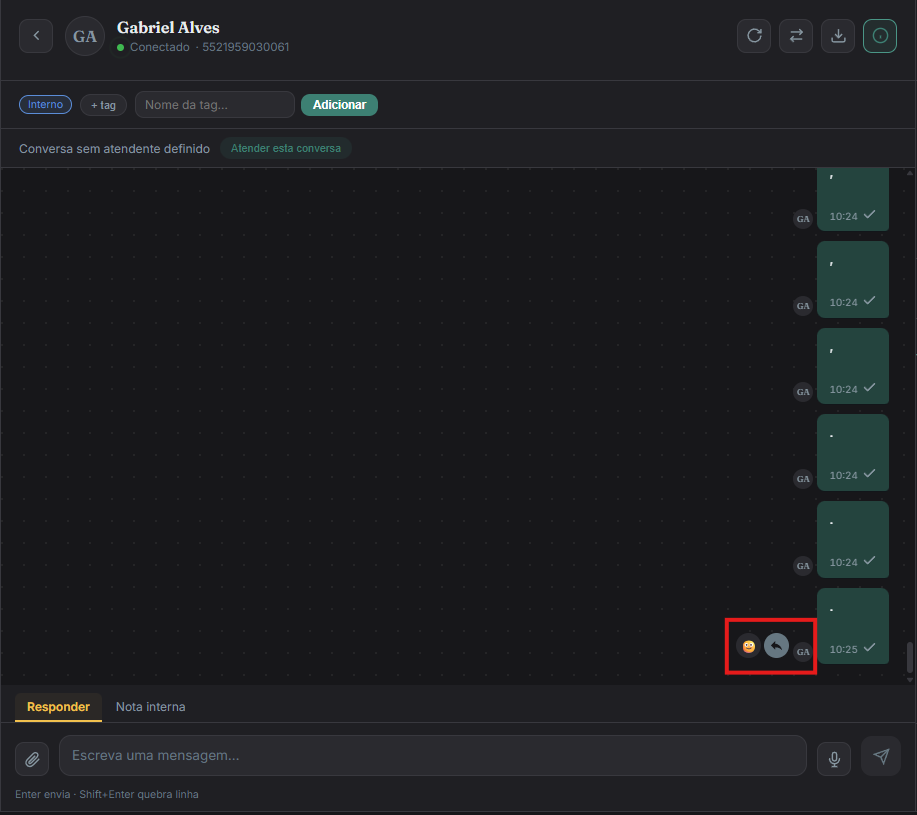 GA
Gabriel Alves
Conectado · 5521959030061
Interno
+ tag
Nome da tag...
Adicionar
Conversa sem atendente definido
Atender esta conversa
,
10:24
GA
,
10:24
GA
,
10:24
GA
.
10:24
GA
.
10:24
GA
.
10:25
GA
Responder
Nota interna
Escreva uma mensagem...
Enter envia · Shift+Enter quebra linha